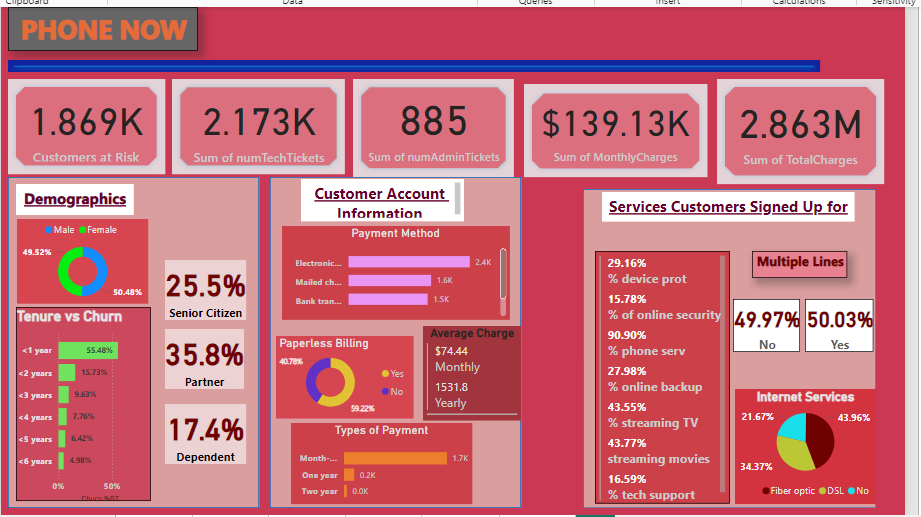 Clipboard
Data
Queries
Insert
Calculations
Sensitivity
PHONE NOW
1.869K
Customers at Risk
2.173K
Sum of numTechTickets
885
Sum of numAdminTickets
$139.13K
Sum of MonthlyCharges
2.863M
Sum of TotalCharges
Demographics
Male Female
49.52%
50.48%
25.5%
Senior Citizen
35.8%
Partner
17.4%
Dependent
Tenure vs Churn
<1 year 55.48%
<2 years 15.73%
<3 years 9.63%
<4 years 7.76%
<5 years 6.42%
<6 years 4.98%
0% 50%
Customer Account
Information
Payment Method
Electronic... 2.4K
Mailed ch... 1.6K
Bank tran... 1.5K
Paperless Billing
40.78%
59.22%
Yes
No
Average Charge
$74.44
Monthly
1531.8
Yearly
Types of Payment
Month-... 1.7K
One year 0.2K
Two year 0.0K
Services Customers Signed Up for
29.16%
% device prot
15.78%
% of online security
90.90%
% phone serv
27.98%
% online backup
43.55%
% streaming TV
43.77%
streaming movies
16.59%
% tech support
Multiple Lines
49.97%
No
50.03%
Yes
Internet Services
21.67%
43.96%
34.37%
Fiber optic DSL No